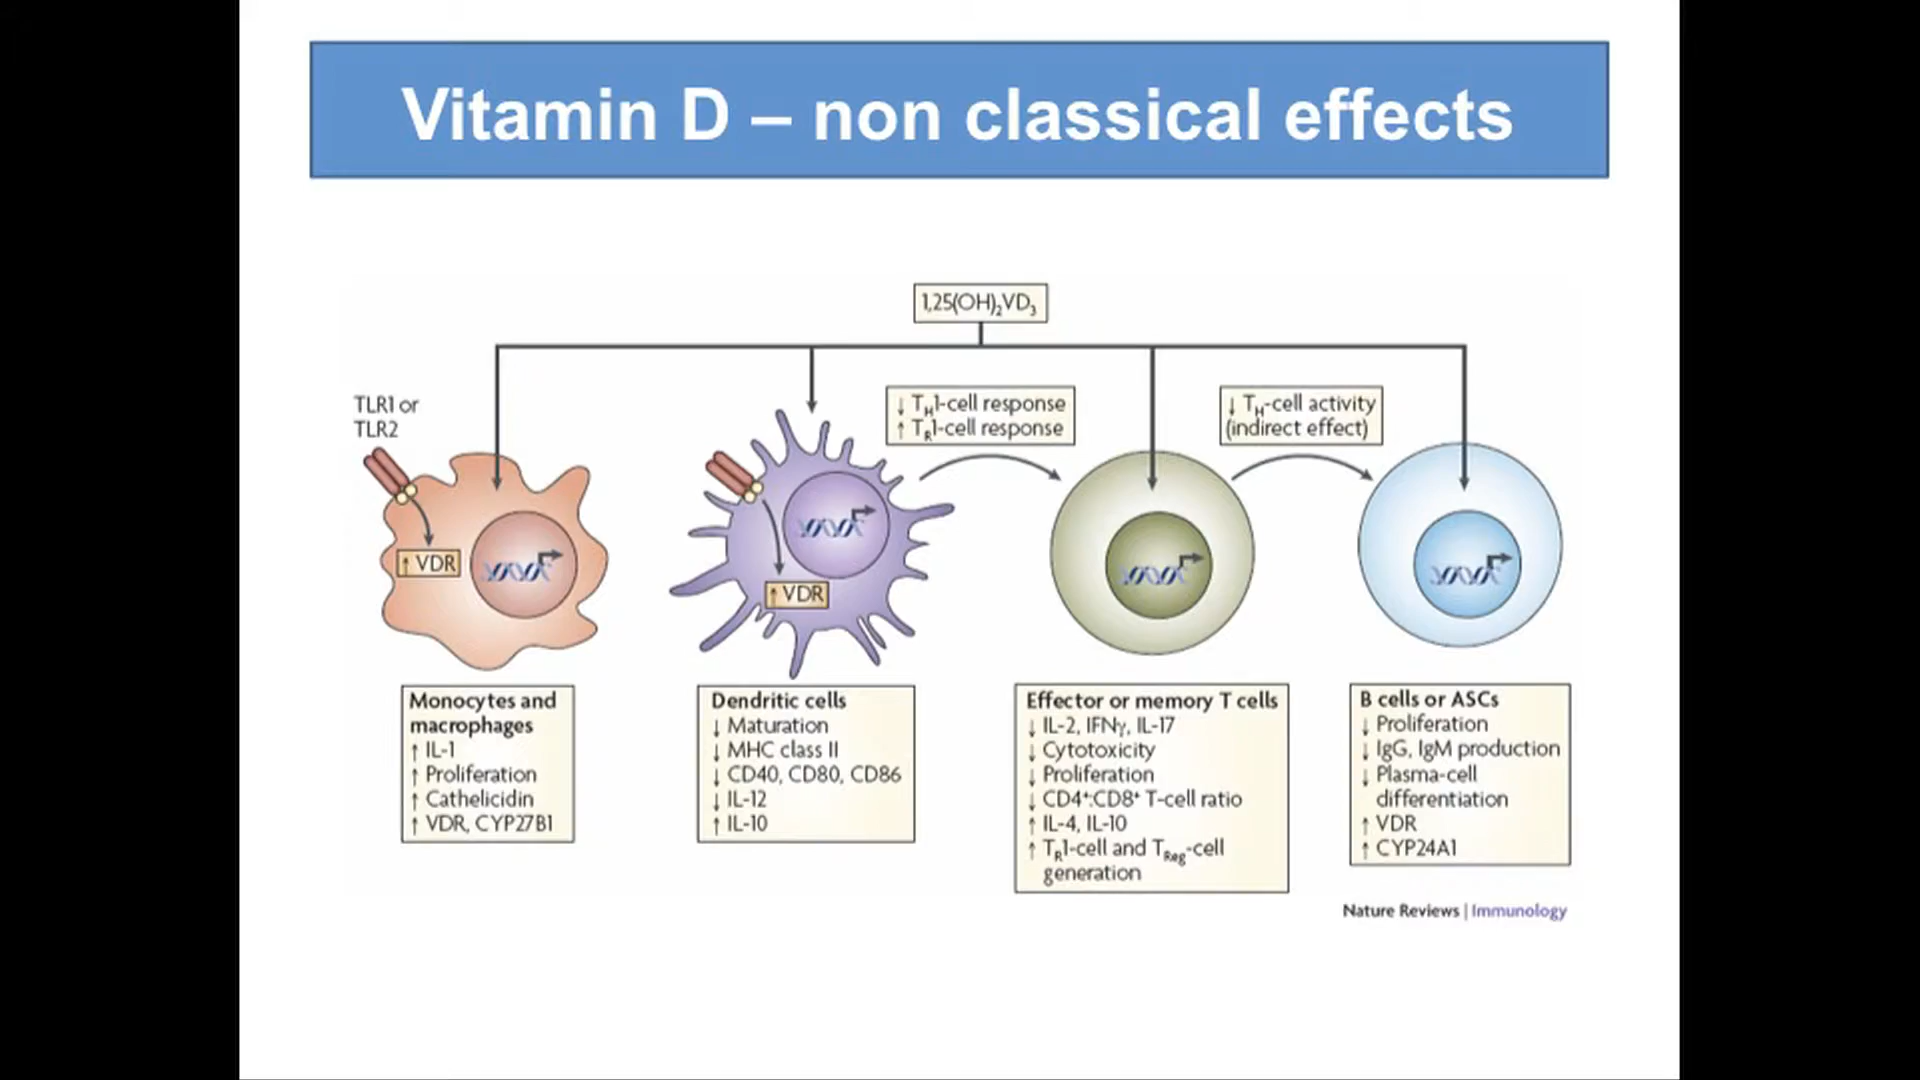 Vitamin D – non classical effects
1,25(OH)₂VD₃
TLR1 or
TLR2
↓ TH1-cell response
↑ TR1-cell response
↓ TH-cell activity
(indirect effect)
↑ VDR
↑ VDR
Monocytes and
macrophages
↑ IL-1
↑ Proliferation
↑ Cathelicidin
↑ VDR, CYP27B1
Dendritic cells
↓ Maturation
↓ MHC class II
↓ CD40, CD80, CD86
↓ IL-12
↑ IL-10
Effector or memory T cells
↓ IL-2, IFNγ, IL-17
↓ Cytotoxicity
↓ Proliferation
↓ CD4⁺:CD8⁺ T-cell ratio
↑ IL-4, IL-10
↑ TR1-cell and TReg-cell
generation
B cells or ASCs
↓ Proliferation
↓ IgG, IgM production
↓ Plasma-cell
differentiation
↑ VDR
↑ CYP24A1
Nature Reviews | Immunology